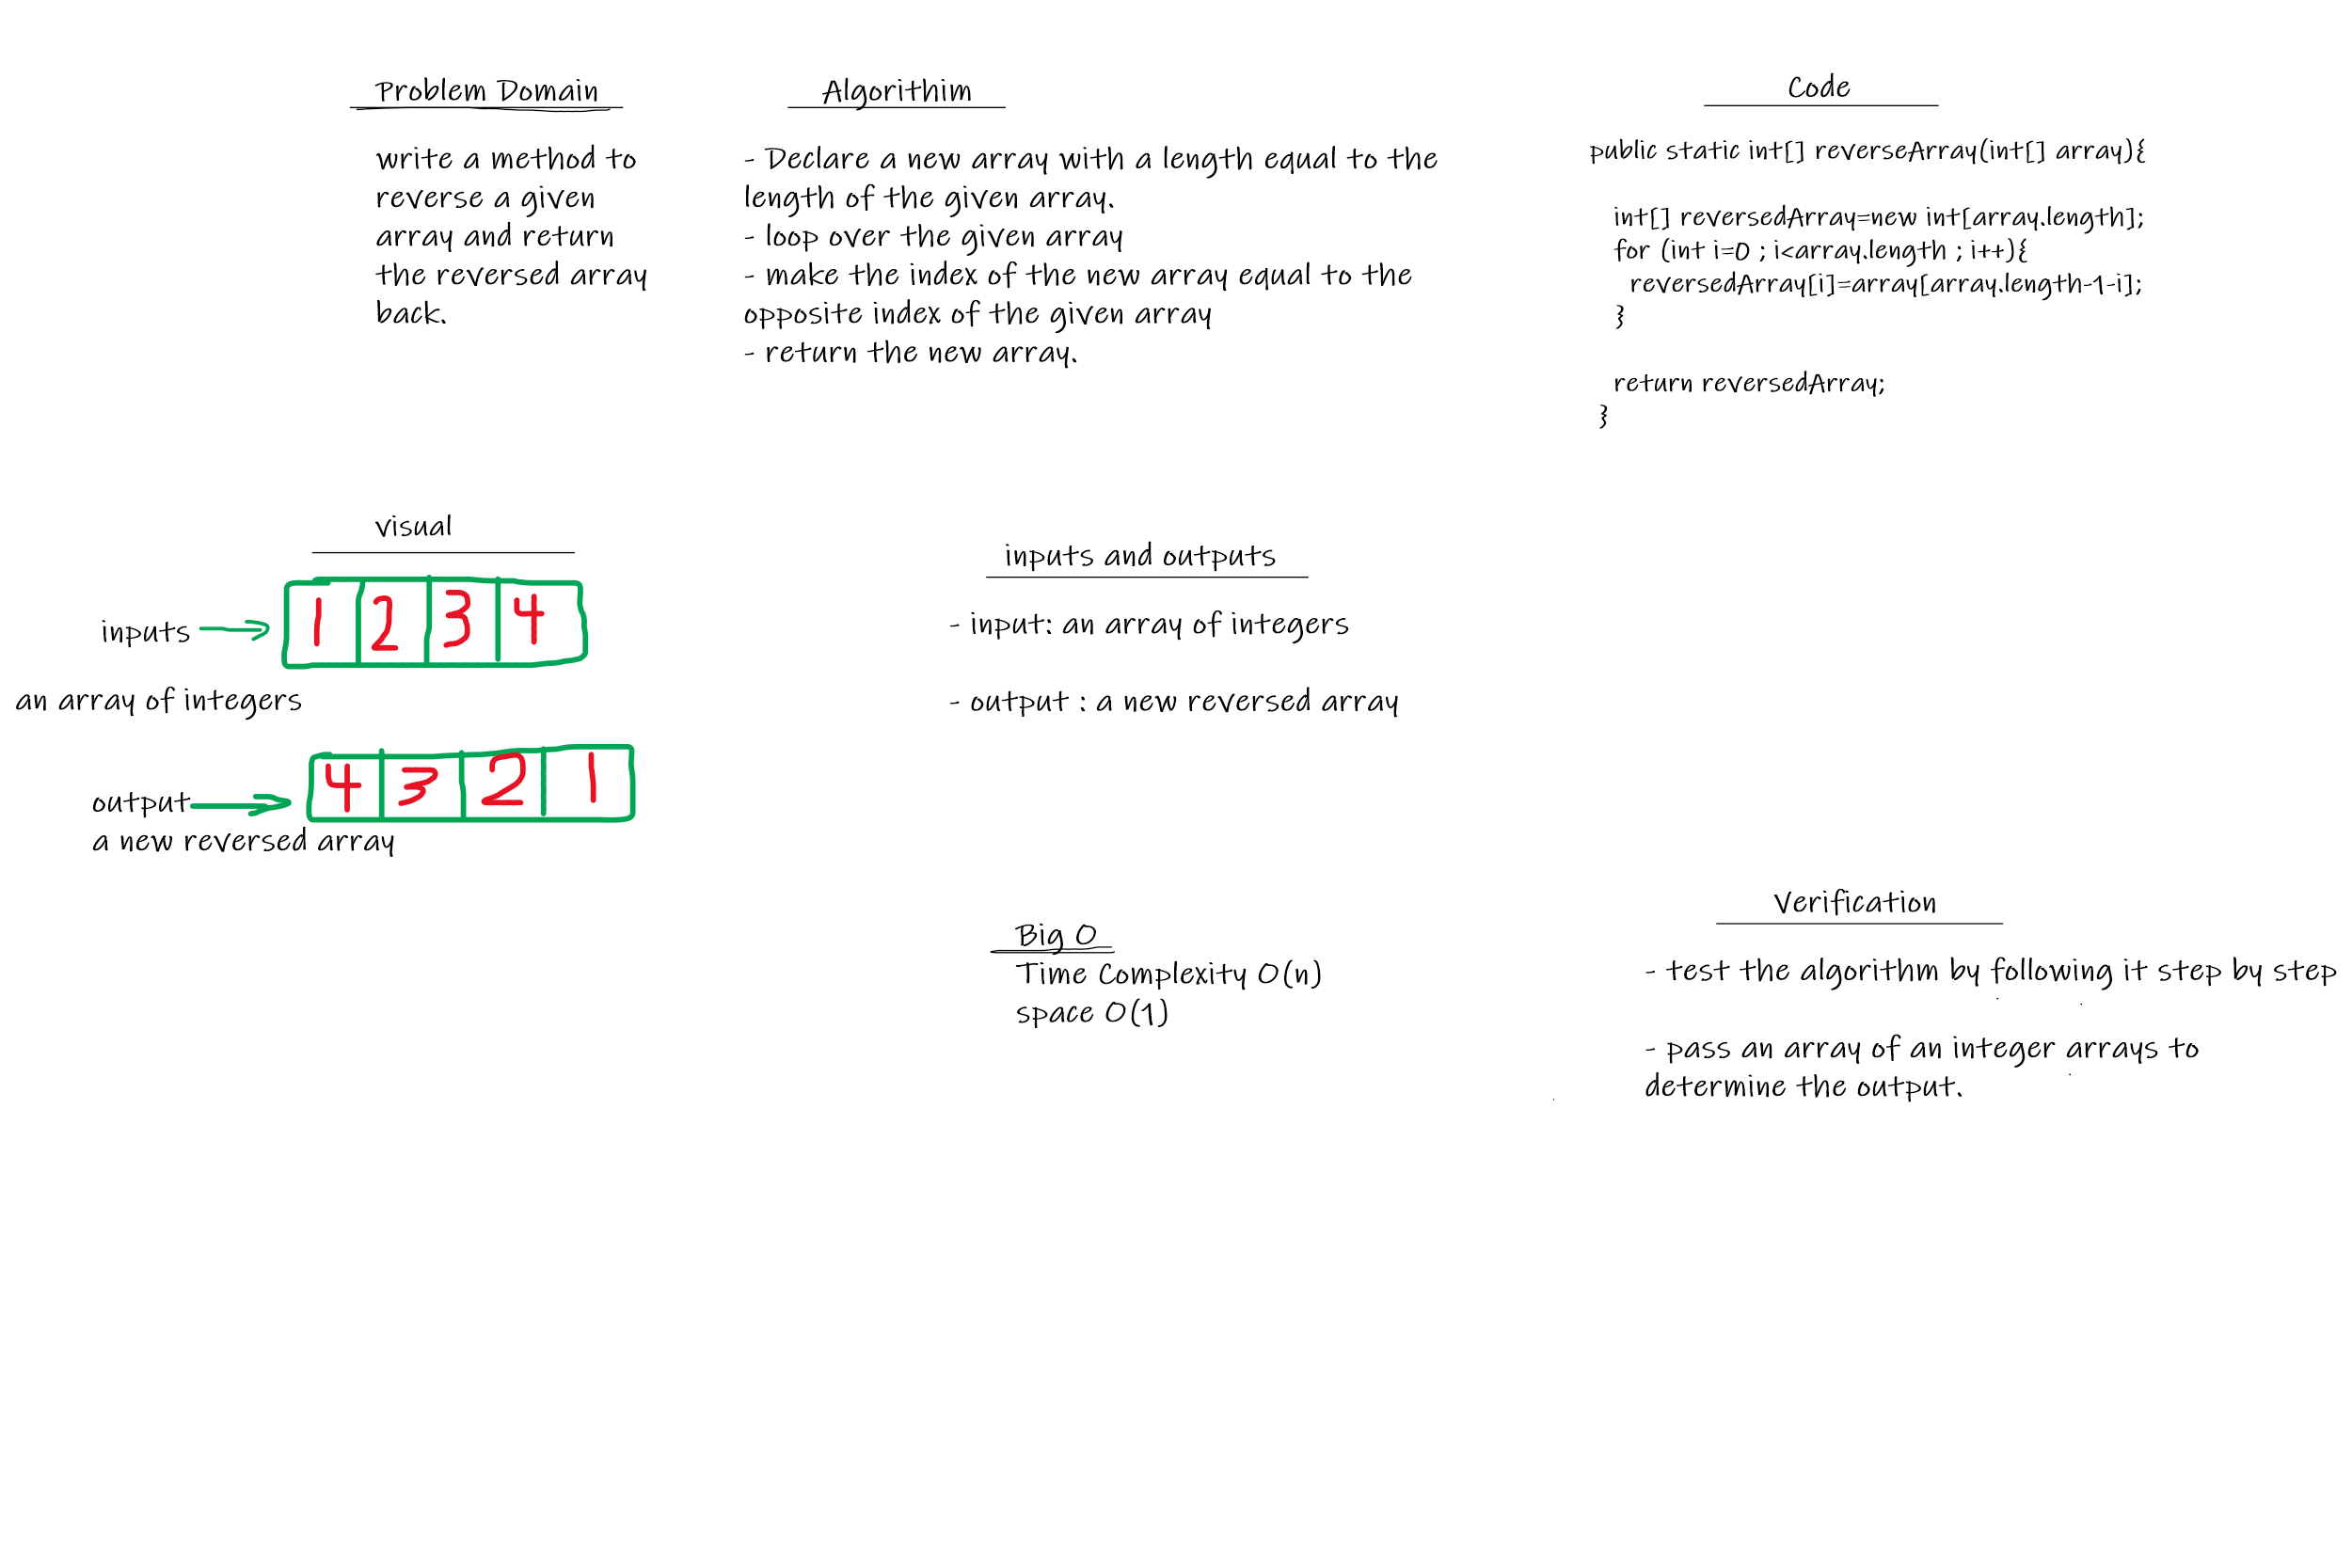 Problem Domain
write a method to
reverse a given
array and return
the reversed array
back.
Algorithim
- Declare a new array with a length equal to the
length of the given array.
- loop over the given array
- make the index of the new array equal to the
opposite index of the given array
- return the new array.
Code
public static int[] reverseArray(int[] array){
int[] reversedArray=new int[array.length];
for (int i=0 ; i<array.length ; i++){
reversedArray[i]=array[array.length-1-i];
}
return reversedArray;
}
visual
inputs
1 2 3 4
an array of integers
output
4 3 2 1
a new reversed array
inputs and outputs
- input: an array of integers
- output : a new reversed array
Big O
Time Complexity O(n)
space O(1)
Verification
- test the algorithm by following it step by step
- pass an array of an integer arrays to
determine the output.